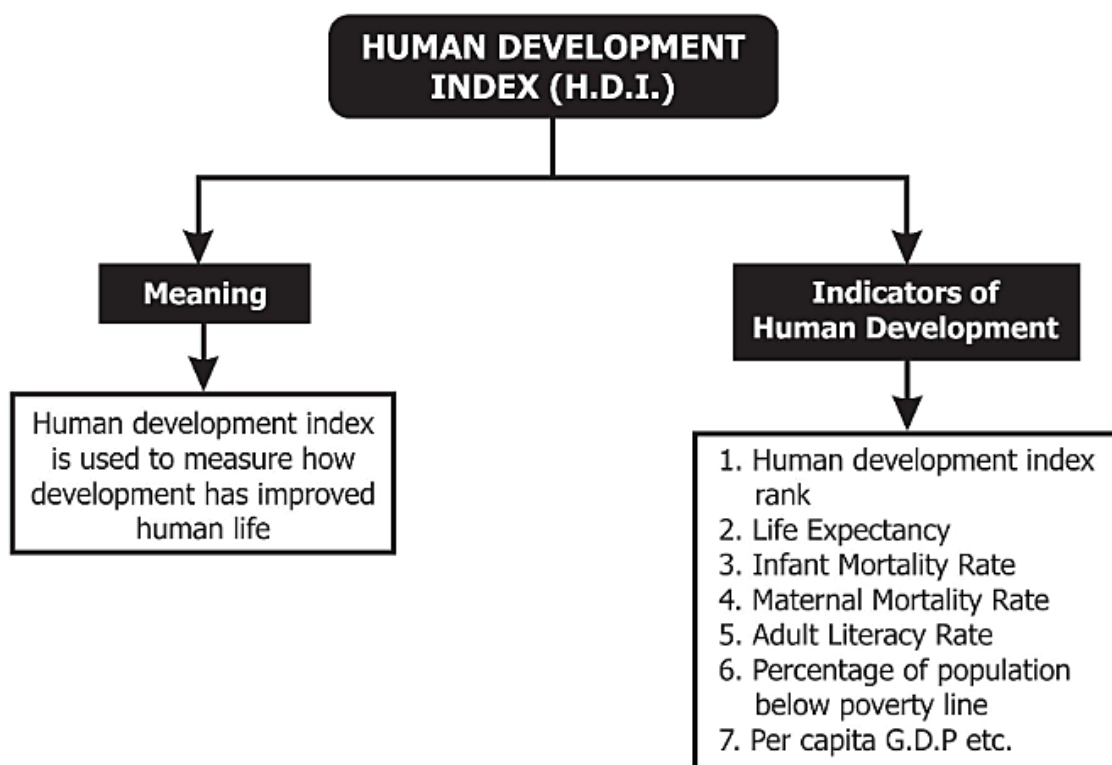 HUMAN DEVELOPMENT
INDEX (H.D.I.)
Meaning
Human development index
is used to measure how
development has improved
human life
Indicators of
Human Development
1. Human development index
rank
2. Life Expectancy
3. Infant Mortality Rate
4. Maternal Mortality Rate
5. Adult Literacy Rate
6. Percentage of population
below poverty line
7. Per capita G.D.P etc.